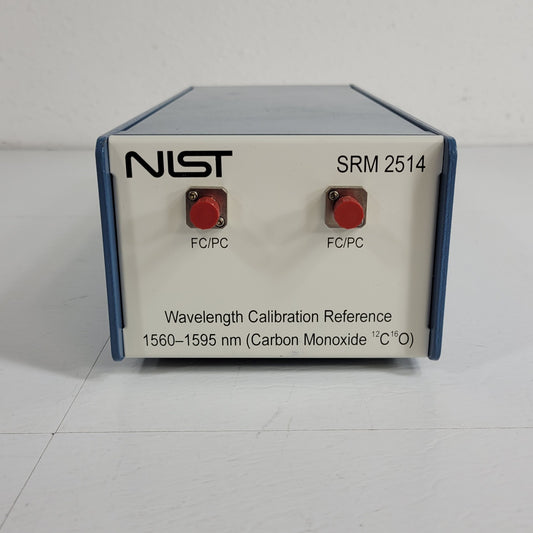 NIST SRM 2514
FC/PC FC/PC
Wavelength Calibration Reference
1560–1595 nm (Carbon Monoxide ¹²C¹⁶O)